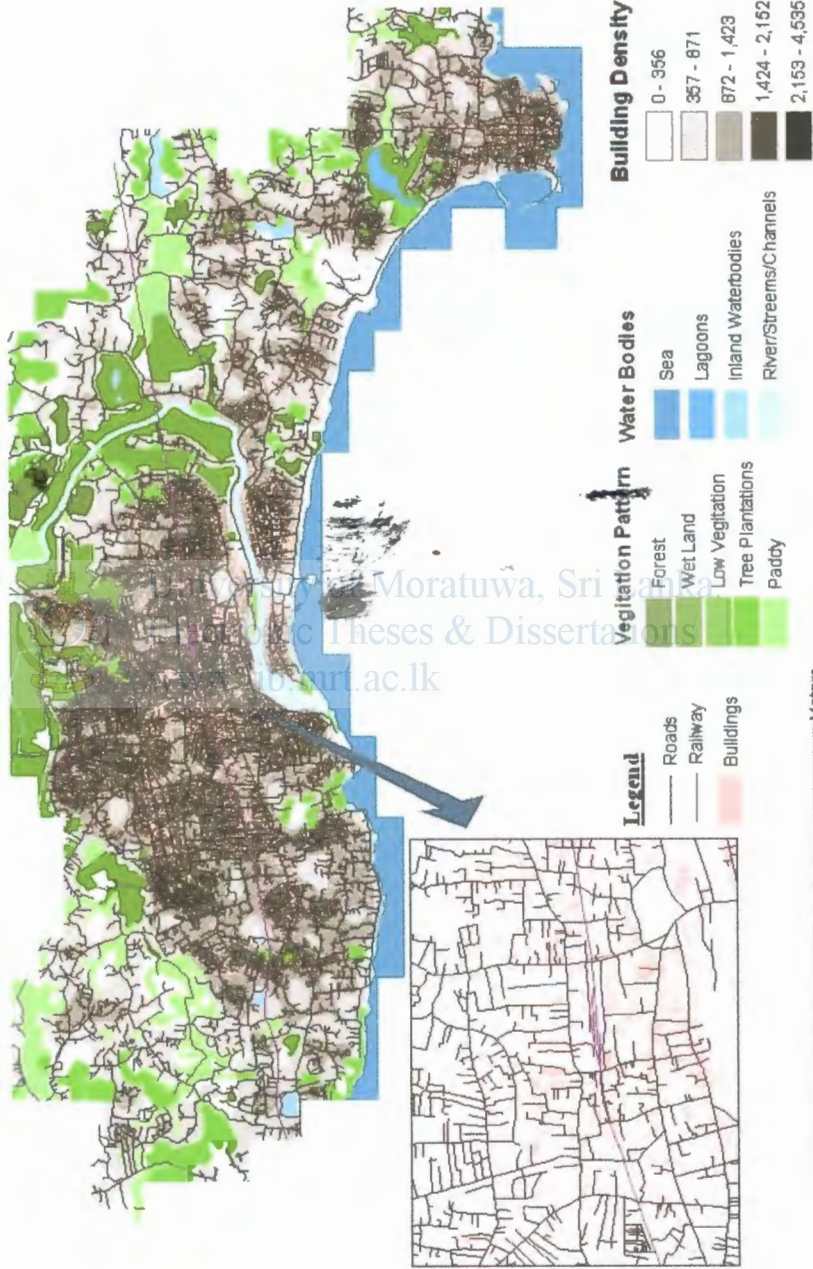 Legend
Roads
Railway
Buildings
Vegitation Pattern
Forest
Wet Land
Low Vegitation
Tree Plantations
Paddy
Water Bodies
Sea
Lagoons
Inland Waterbodies
River/Streems/Channels
Building Density
0 - 356
357 - 871
872 - 1,423
1,424 - 2,152
2,153 - 4,535
University of Moratuwa, Sri Lanka.
Electronic Theses & Dissertations
www.lib.mrt.ac.lk